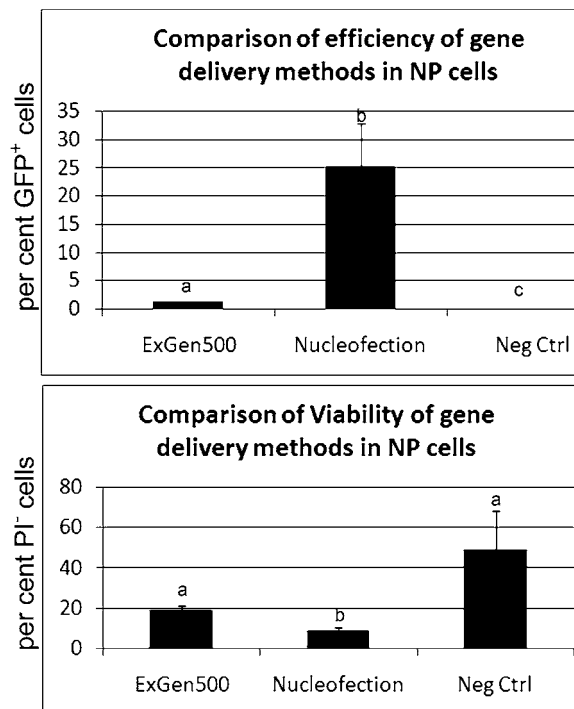 Comparison of efficiency of gene
delivery methods in NP cells
per cent GFP⁺ cells
35
30
25
20
15
10
5
0
a
b
c
ExGen500 Nucleofection Neg Ctrl
Comparison of Viability of gene
delivery methods in NP cells
per cent PI⁻ cells
80
60
40
20
0
a
b
a
ExGen500 Nucleofection Neg Ctrl